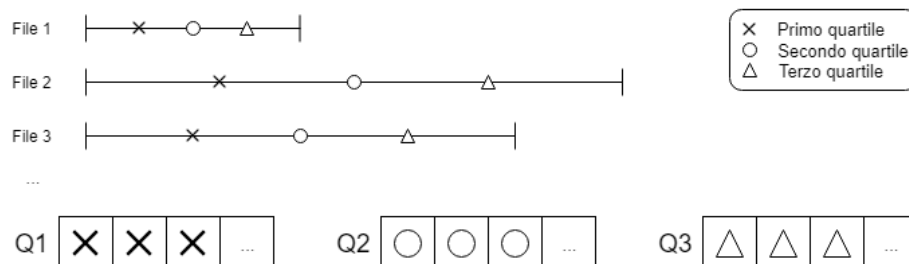 File 1
Primo quartile
Secondo quartile
Terzo quartile
File 2
File 3
...
Q1 ...
Q2 ...
Q3 ...